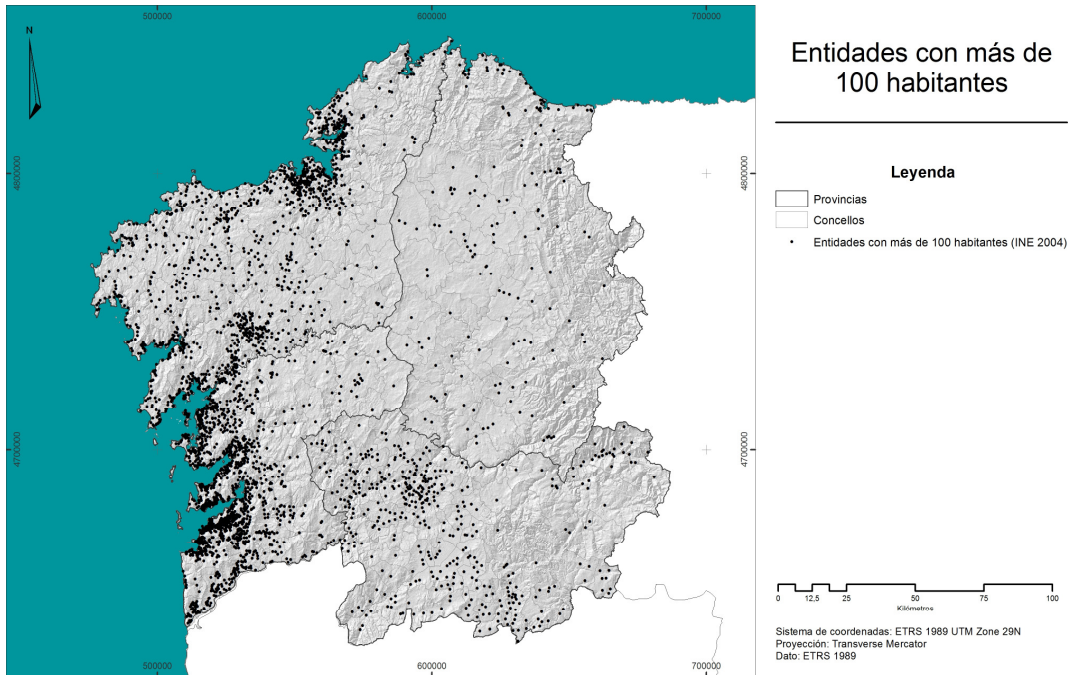 500000
600000
700000
N
4800000
4800000
4700000
4700000
500000
600000
700000
Entidades con más de
100 habitantes
Leyenda
Provincias
Concellos
Entidades con más de 100 habitantes (INE 2004)
0 12,5 25 50 75 100
Kilómetros
Sistema de coordenadas: ETRS 1989 UTM Zone 29N
Proyección: Transverse Mercator
Dato: ETRS 1989